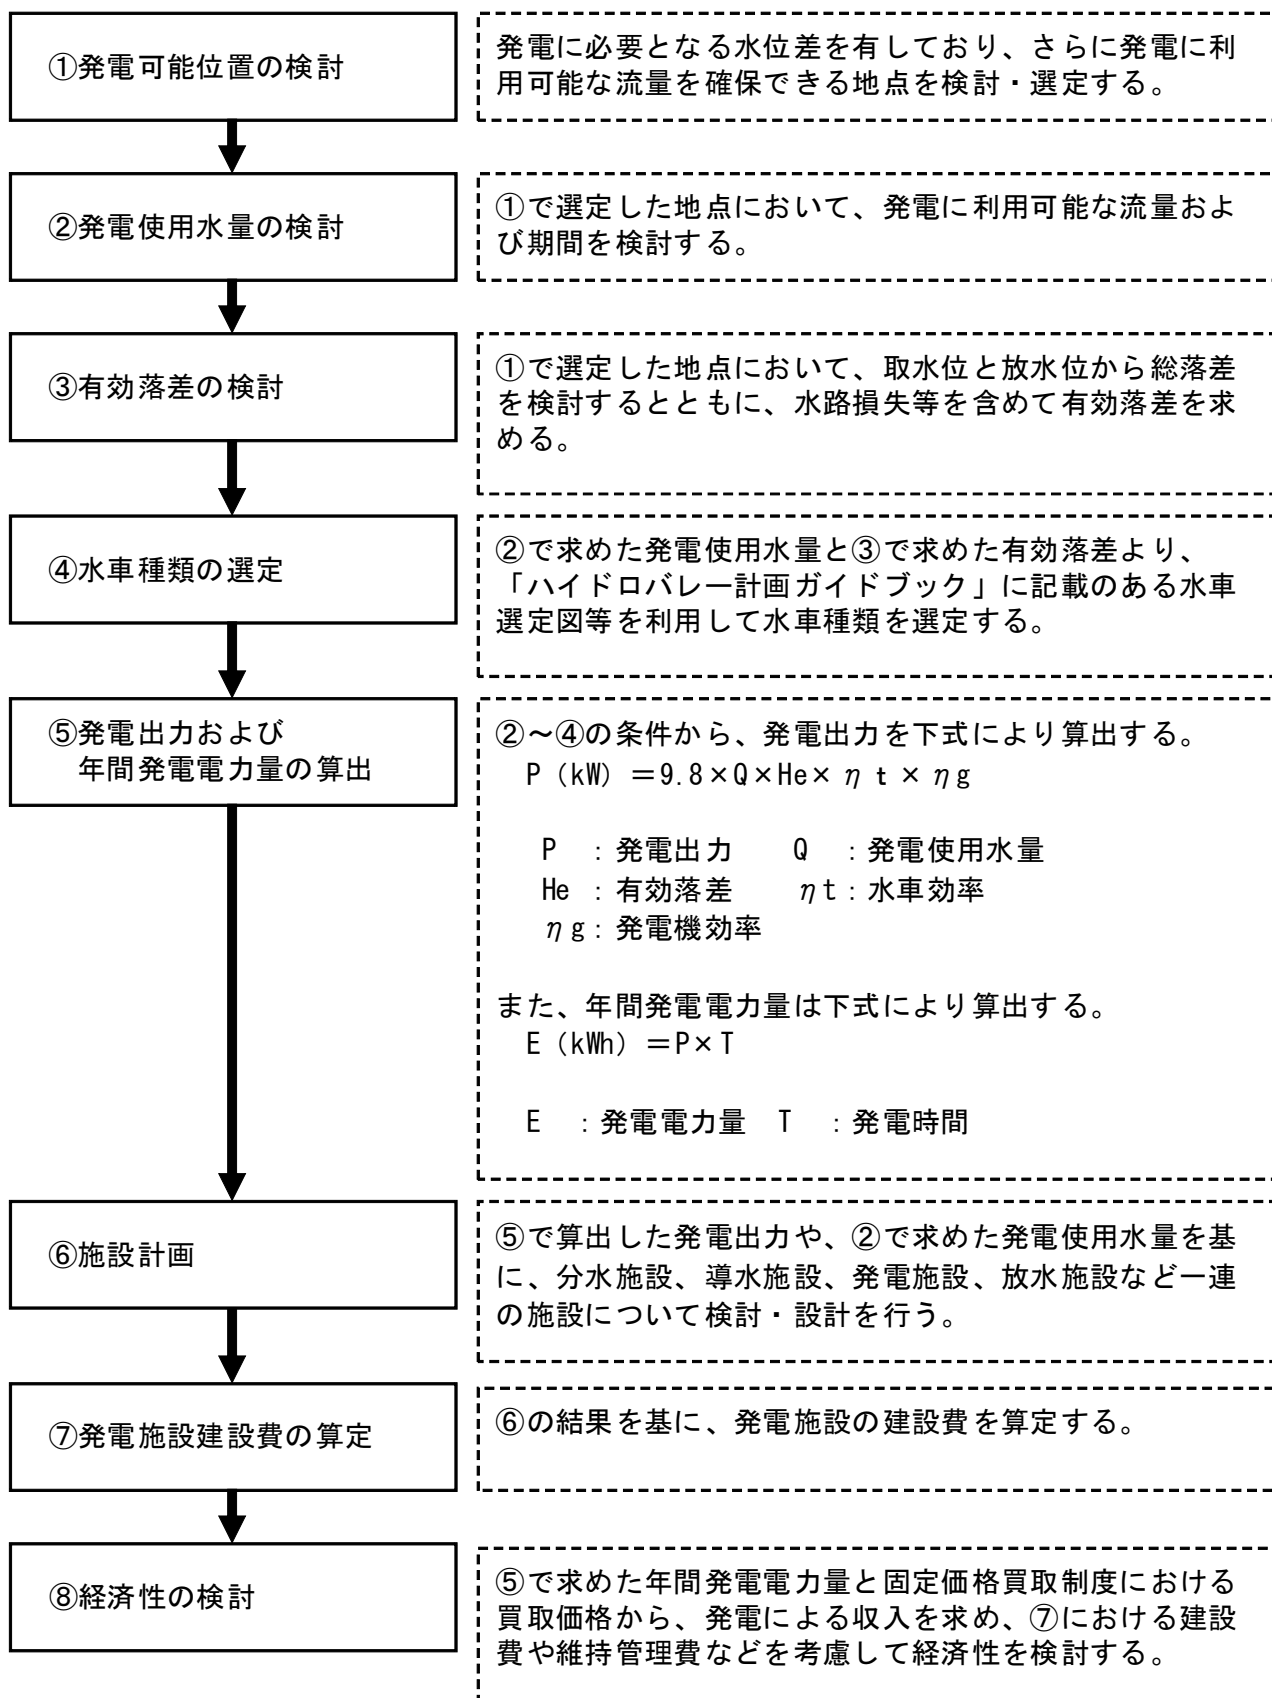 ①発電可能位置の検討
発電に必要となる水位差を有しており、さらに発電に利
用可能な流量を確保できる地点を検討・選定する。
②発電使用水量の検討
①で選定した地点において、発電に利用可能な流量およ
び期間を検討する。
③有効落差の検討
①で選定した地点において、取水位と放水位から総落差
を検討するとともに、水路損失等を含めて有効落差を求
める。
④水車種類の選定
②で求めた発電使用水量と③で求めた有効落差より、
「ハイドロバレー計画ガイドブック」に記載のある水車
選定図等を利用して水車種類を選定する。
⑤発電出力および
年間発電電力量の算出
②～④の条件から、発電出力を下式により算出する。
P（kW）＝9.8×Q×He×ηt×ηg
P ：発電出力 Q ：発電使用水量
He ：有効落差 ηt：水車効率
ηg：発電機効率
また、年間発電電力量は下式により算出する。
E（kWh）＝P×T
E ：発電電力量 T ：発電時間
⑥施設計画
⑤で算出した発電出力や、②で求めた発電使用水量を基
に、分水施設、導水施設、発電施設、放水施設など一連
の施設について検討・設計を行う。
⑦発電施設建設費の算定
⑥の結果を基に、発電施設の建設費を算定する。
⑧経済性の検討
⑤で求めた年間発電電力量と固定価格買取制度における
買取価格から、発電による収入を求め、⑦における建設
費や維持管理費などを考慮して経済性を検討する。